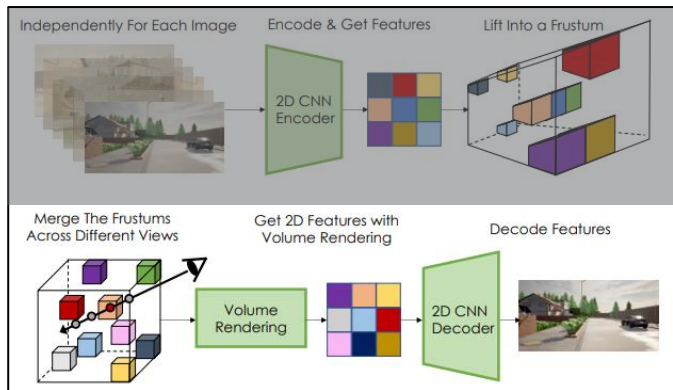 Independently For Each Image
Encode & Get Features
Lift Into a Frustum
2D CNN
Encoder
Merge The Frustums
Across Different Views
Get 2D Features with
Volume Rendering
Decode Features
Volume
Rendering
2D CNN
Decoder